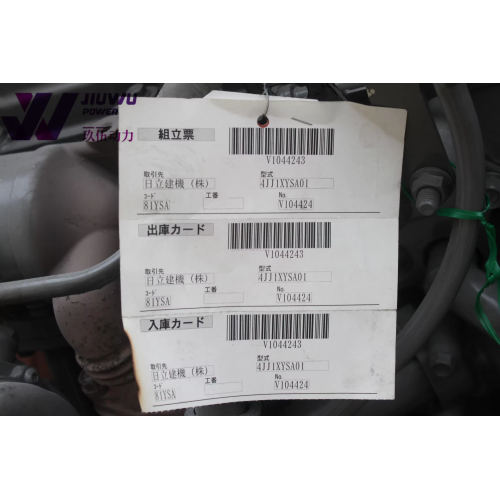 JIUWU
POWER
玖伍动力
組立票
V1044243
取引先
型式
日立建機（株）
4JJ1XYSA01
コード
工番
No.
81YSA
V104424
出庫カード
V1044243
取引先
型式
日立建機（株）
4JJ1XYSA01
コード
工番
No.
81YSA
V104424
入庫カード
V1044243
取引先
型式
日立建機（株）
4JJ1XYSA01
コード
工番
No.
81YSA
V104424